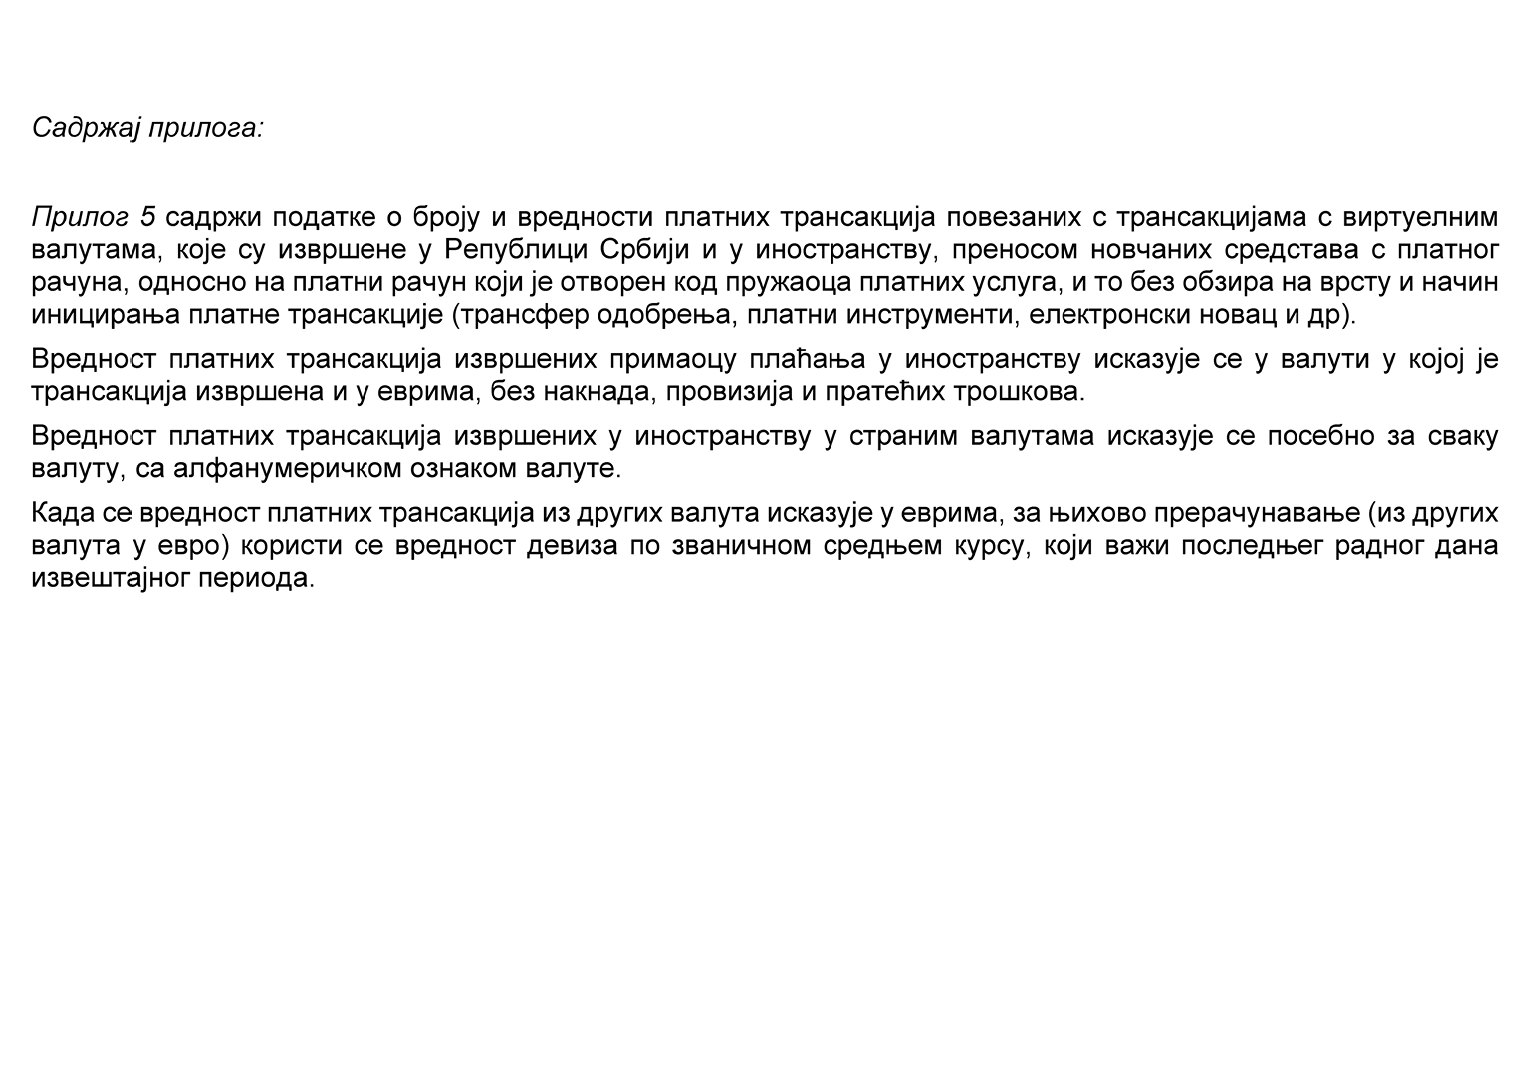 Садржај прилога:
Прилог 5 садржи податке о броју и вредности платних трансакција повезаних с трансакцијама с виртуелним
валутама, које су извршене у Републици Србији и у иностранству, преносом новчаних средстава с платног
рачуна, односно на платни рачун који је отворен код пружаоца платних услуга, и то без обзира на врсту и начин
иницирања платне трансакције (трансфер одобрења, платни инструменти, електронски новац и др).
Вредност платних трансакција извршених примаоцу плаћања у иностранству исказује се у валути у којој је
трансакција извршена и у еврима, без накнада, провизија и пратећих трошкова.
Вредност платних трансакција извршених у иностранству у страним валутама исказује се посебно за сваку
валуту, са алфанумеричком ознаком валуте.
Када се вредност платних трансакција из других валута исказује у еврима, за њихово прерачунавање (из других
валута у евро) користи се вредност девиза по званичном средњем курсу, који важи последњег радног дана
извештајног периода.